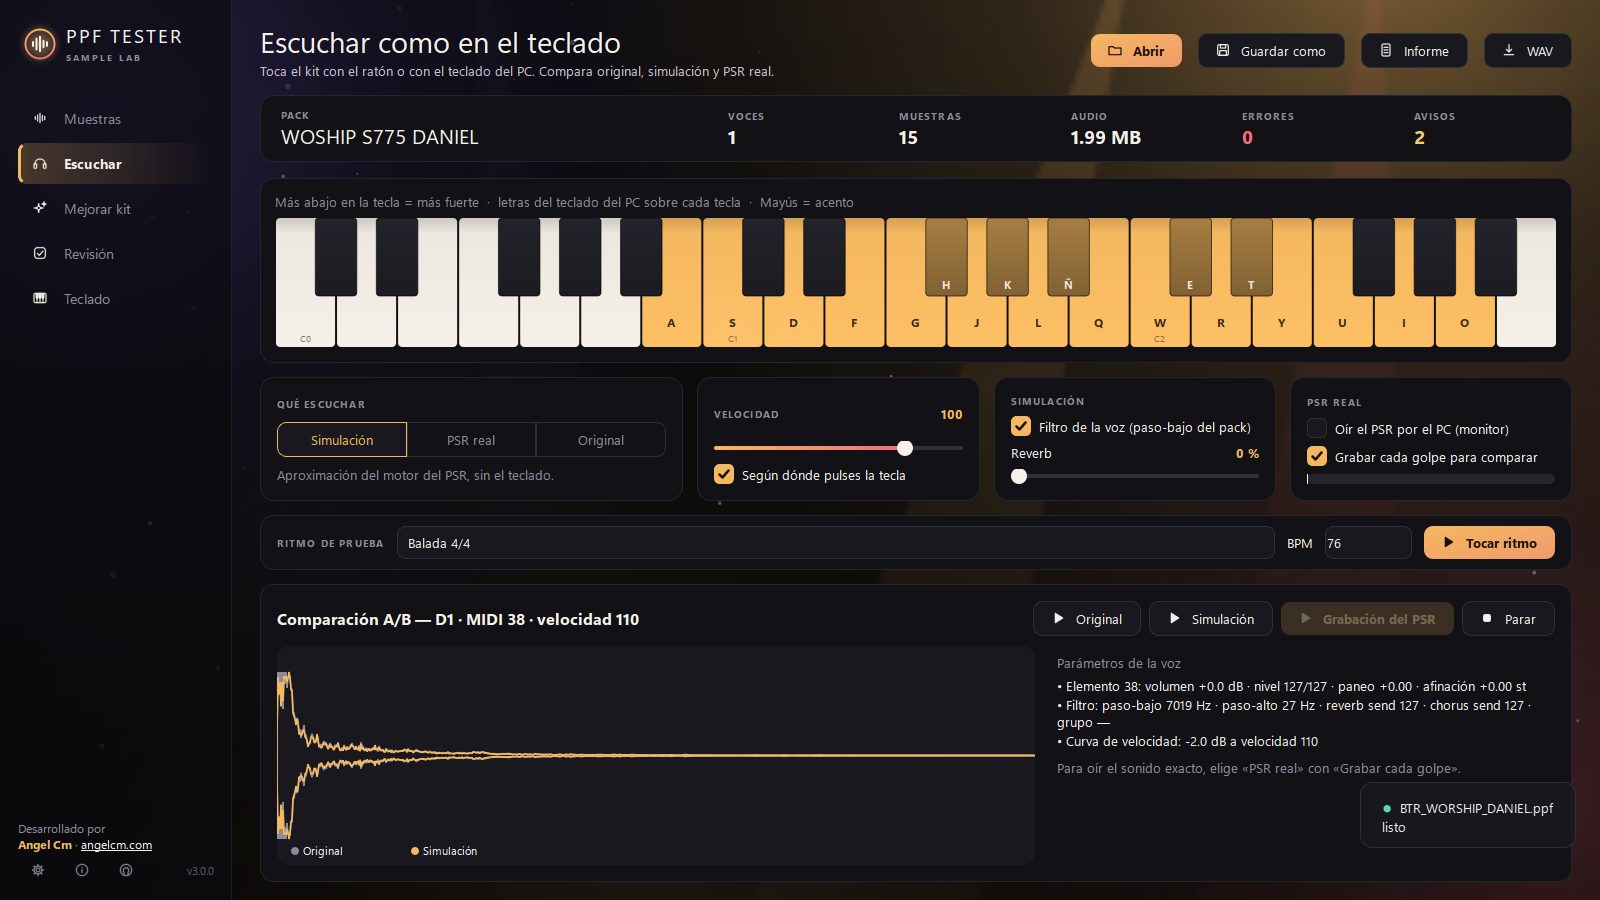 PPF TESTER
SAMPLE LAB
Muestras
Escuchar
Mejorar kit
Revisión
Teclado
Desarrollado por
Angel Cm · angelcm.com
v3.0.0
Escuchar como en el teclado
Toca el kit con el ratón o con el teclado del PC. Compara original, simulación y PSR real.
Abrir
Guardar como
Informe
WAV
PACK
WOSHIP S775 DANIEL
VOCES
1
MUESTRAS
15
AUDIO
1.99 MB
ERRORES
0
AVISOS
2
Más abajo en la tecla = más fuerte · letras del teclado del PC sobre cada tecla · Mayús = acento
H K Ñ E T
A S D F G J L Q W R Y U I O
C0 C1 C2
QUÉ ESCUCHAR
Simulación PSR real Original
Aproximación del motor del PSR, sin el teclado.
VELOCIDAD 100
Según dónde pulses la tecla
SIMULACIÓN
Filtro de la voz (paso-bajo del pack)
Reverb 0 %
PSR REAL
Oír el PSR por el PC (monitor)
Grabar cada golpe para comparar
RITMO DE PRUEBA Balada 4/4 BPM 76 Tocar ritmo
Comparación A/B — D1 · MIDI 38 · velocidad 110
Original Simulación Grabación del PSR Parar
Original Simulación
Parámetros de la voz
• Elemento 38: volumen +0.0 dB · nivel 127/127 · paneo +0.00 · afinación +0.00 st
• Filtro: paso-bajo 7019 Hz · paso-alto 27 Hz · reverb send 127 · chorus send 127 ·
grupo —
• Curva de velocidad: -2.0 dB a velocidad 110
Para oír el sonido exacto, elige «PSR real» con «Grabar cada golpe».
BTR_WORSHIP_DANIEL.ppf
listo